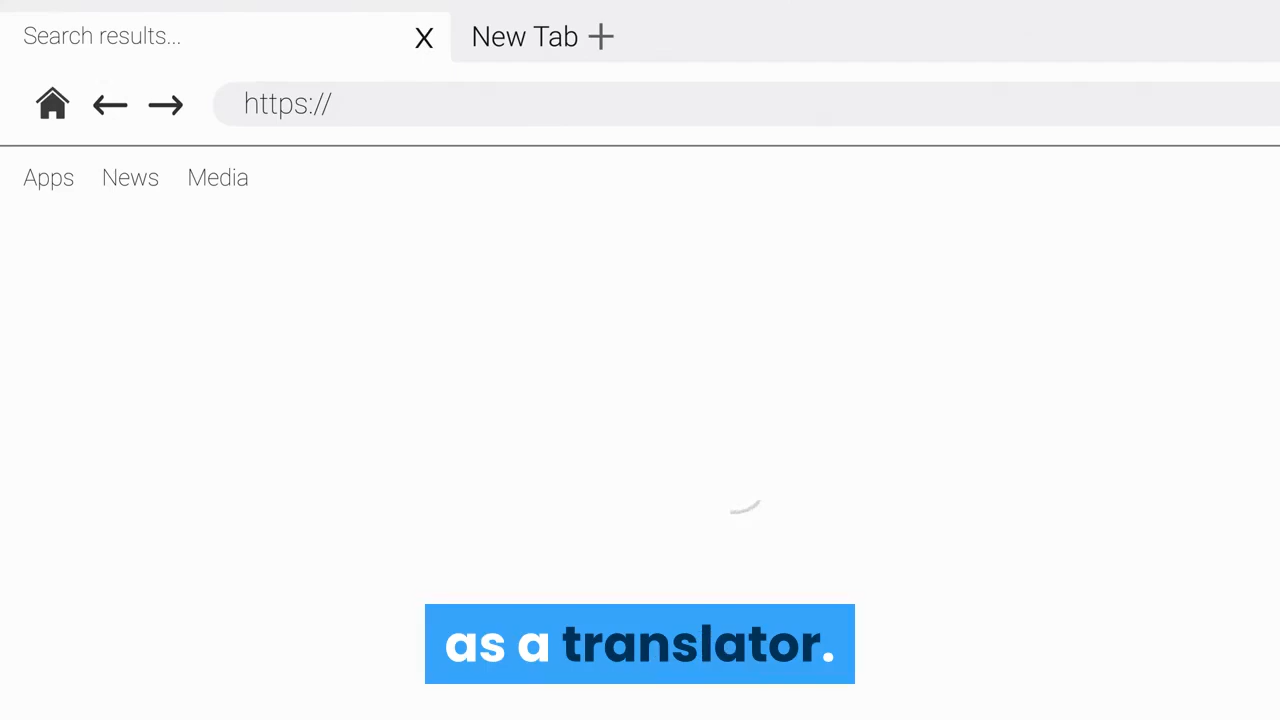 Search results... X New Tab +
https://
Apps News Media
as a translator.